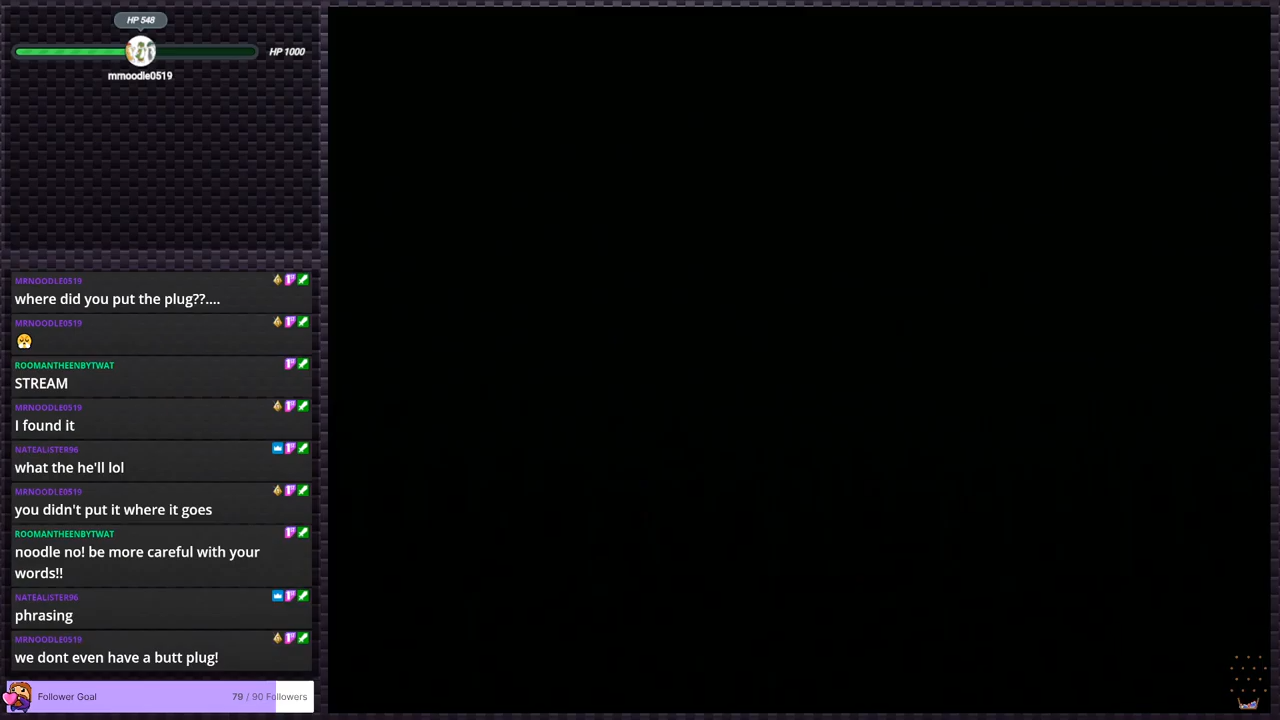 HP 548
HP 1000
mrnoodle0519
MRNOODLE0519
where did you put the plug??....
MRNOODLE0519
ROOMANTHEENBYTWAT
STREAM
MRNOODLE0519
I found it
NATEALISTER96
what the he'll lol
MRNOODLE0519
you didn't put it where it goes
ROOMANTHEENBYTWAT
noodle no! be more careful with your
words!!
NATEALISTER96
phrasing
MRNOODLE0519
we dont even have a butt plug!
Follower Goal
79 / 90 Followers